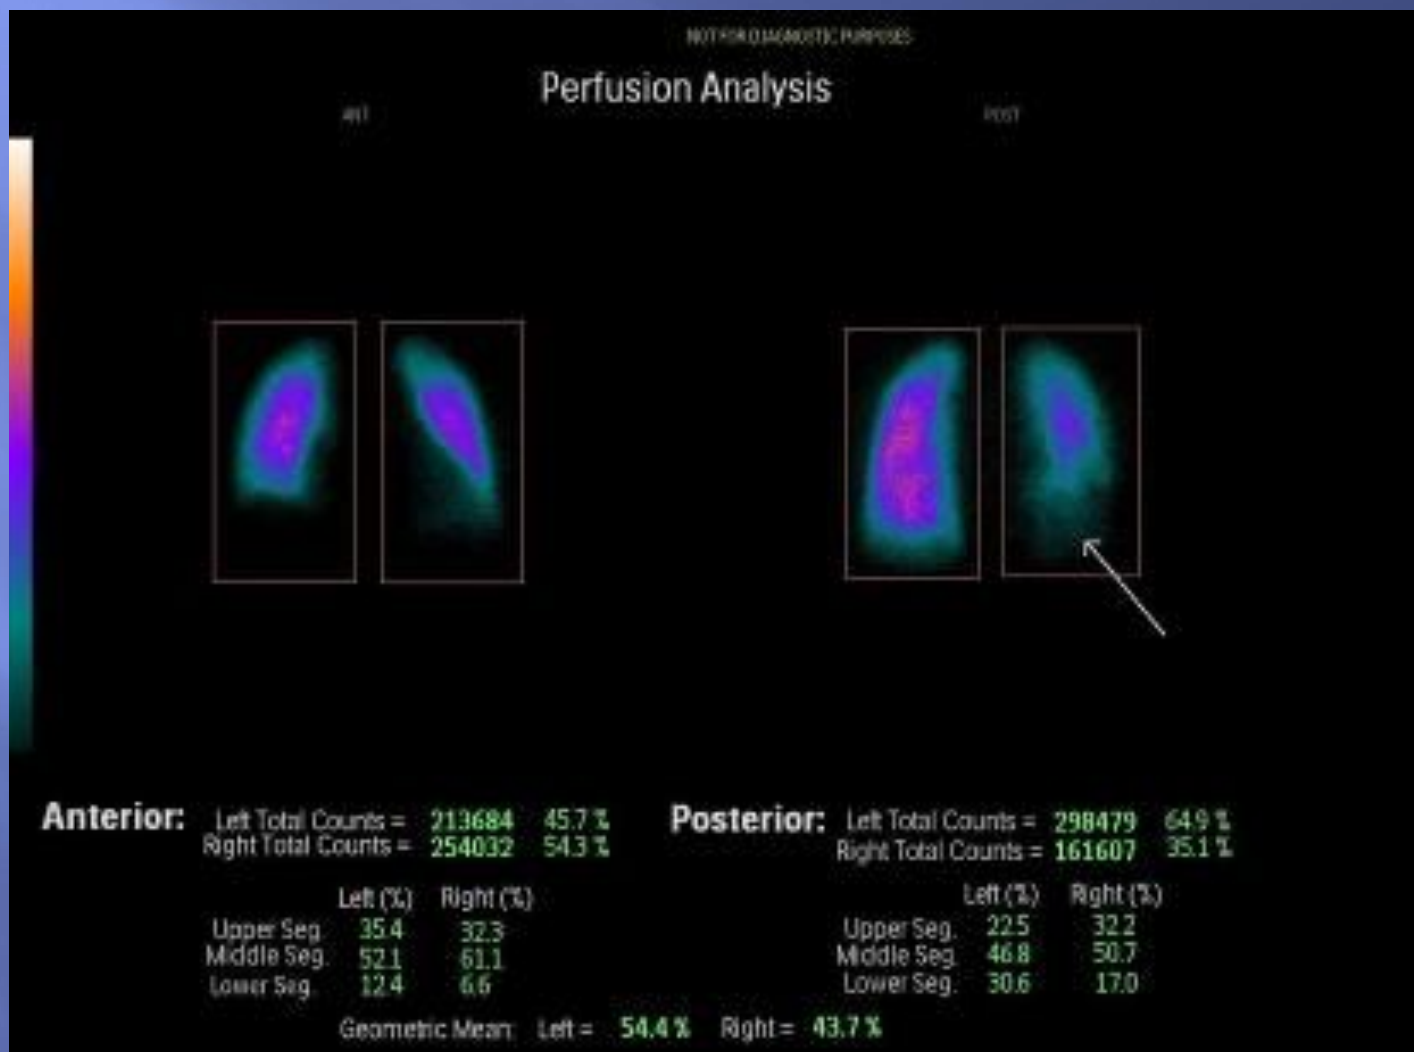 NOT FOR DIAGNOSTIC PURPOSES
Perfusion Analysis
ANT
POST
Anterior:
Left Total Counts = 213684 45.7 %
Right Total Counts = 254032 54.3 %
Left (%) Right (%)
Upper Seg. 35.4 32.3
Middle Seg. 52.1 61.1
Lower Seg. 12.4 6.6
Posterior:
Left Total Counts = 298479 64.9 %
Right Total Counts = 161607 35.1 %
Left (%) Right (%)
Upper Seg. 22.5 32.2
Middle Seg. 46.8 50.7
Lower Seg. 30.6 17.0
Geometric Mean: Left = 54.4 % Right = 43.7 %